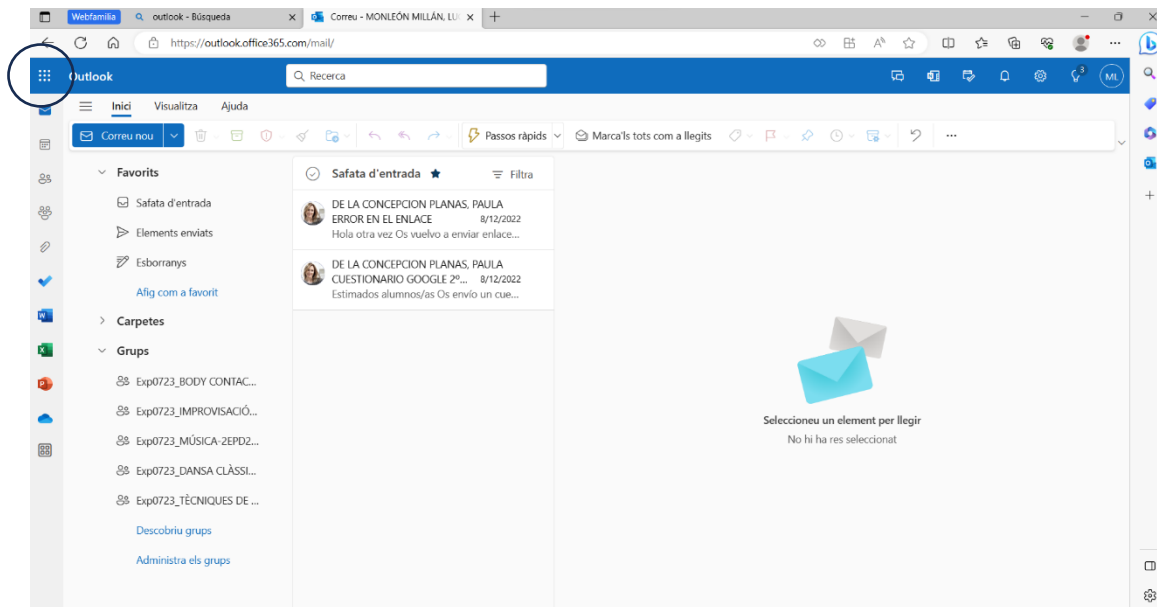 Webfamilia
outlook - Búsqueda
Correu - MONLEÓN MILLÁN, LU
https://outlook.office365.com/mail/
Outlook
Recerca
3
ML
Inici Visualitza Ajuda
Correu nou
Passos ràpids
Marca'ls tots com a llegits
Favorits
Safata d'entrada
Elements enviats
Esborranys
Afig com a favorit
Carpetes
Grups
Exp0723_BODY CONTAC...
Exp0723_IMPROVISACIÓ...
Exp0723_MÚSICA-2EPD2...
Exp0723_DANSA CLÀSSI...
Exp0723_TÈCNIQUES DE ...
Descobriu grups
Administra els grups
Safata d'entrada
Filtra
DE LA CONCEPCION PLANAS, PAULA
ERROR EN EL ENLACE 8/12/2022
Hola otra vez Os vuelvo a enviar enlace...
DE LA CONCEPCION PLANAS, PAULA
CUESTIONARIO GOOGLE 2º... 8/12/2022
Estimados alumnos/as Os envío un cue...
Seleccioneu un element per llegir
No hi ha res seleccionat